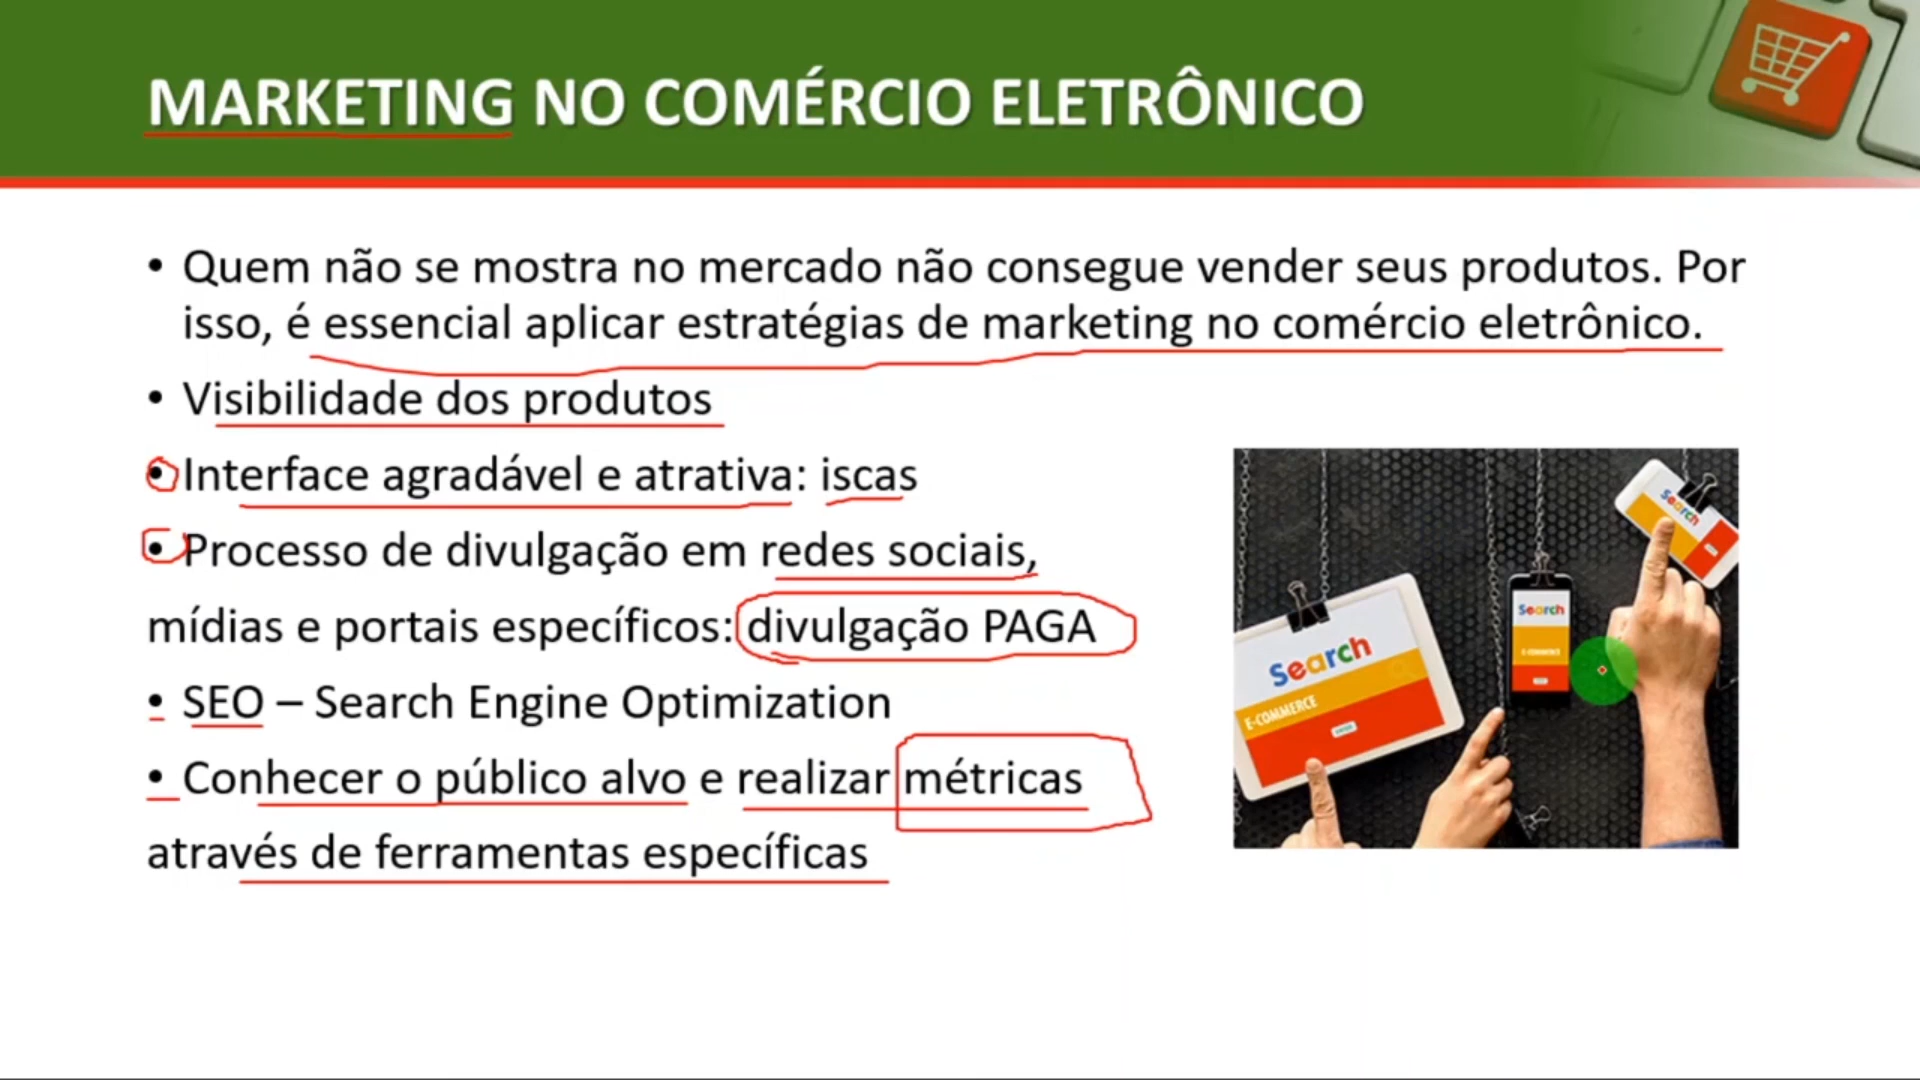 MARKETING NO COMÉRCIO ELETRÔNICO
• Quem não se mostra no mercado não consegue vender seus produtos. Por
isso, é essencial aplicar estratégias de marketing no comércio eletrônico.
• Visibilidade dos produtos
• Interface agradável e atrativa: iscas
• Processo de divulgação em redes sociais,
mídias e portais específicos: divulgação PAGA
• SEO – Search Engine Optimization
• Conhecer o público alvo e realizar métricas
através de ferramentas específicas
Search
Search
Search
E-COMMERCE
E-COMMERCE